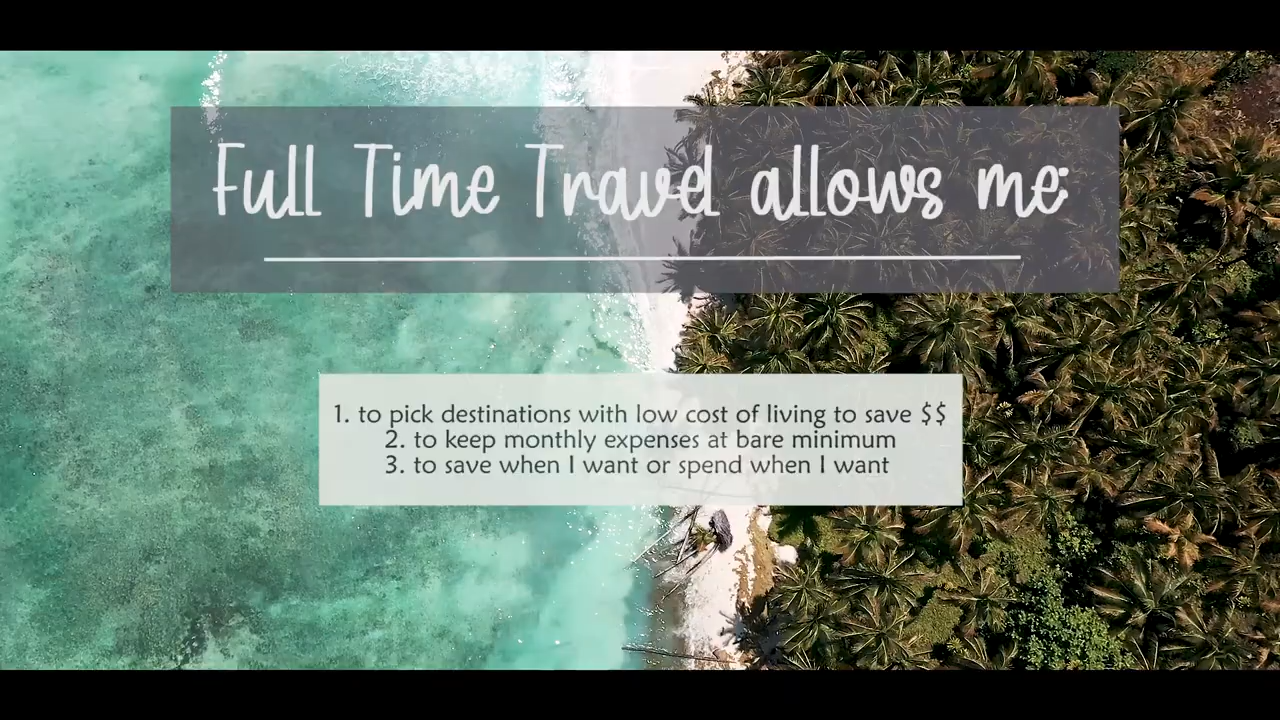 Full Time Travel allows me:
1. to pick destinations with low cost of living to save $$
2. to keep monthly expenses at bare minimum
3. to save when I want or spend when I want